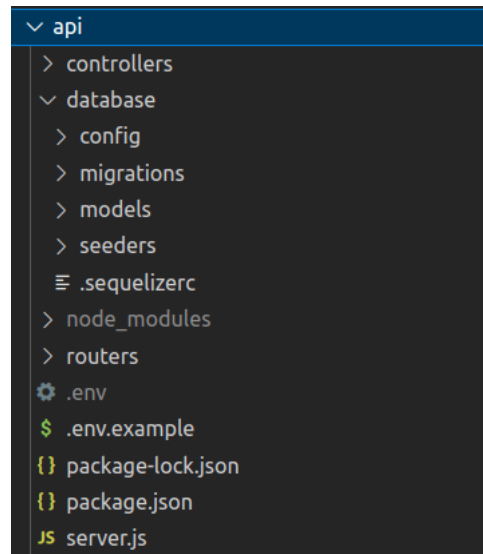 api
controllers
database
config
migrations
models
seeders
.sequelizerc
node_modules
routers
.env
$ .env.example
{} package-lock.json
{} package.json
JS server.js